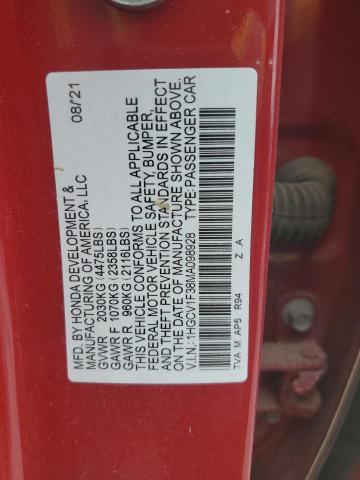 MFD. BY HONDA DEVELOPMENT & 08/21
MANUFACTURING OF AMERICA, LLC
GVWR 2030KG (4475LBS)
GAWR F 1070KG (2358LBS)
GAWR R 960KG (2116LBS)
THIS VEHICLE CONFORMS TO ALL APPLICABLE
FEDERAL MOTOR VEHICLE SAFETY, BUMPER,
AND THEFT PREVENTION STANDARDS IN EFFECT
ON THE DATE OF MANUFACTURE SHOWN ABOVE.
V.I.N.: 1HGCV1F38MA098928 TYPE: PASSENGER CAR
TVA M AP5 R94 Z .A